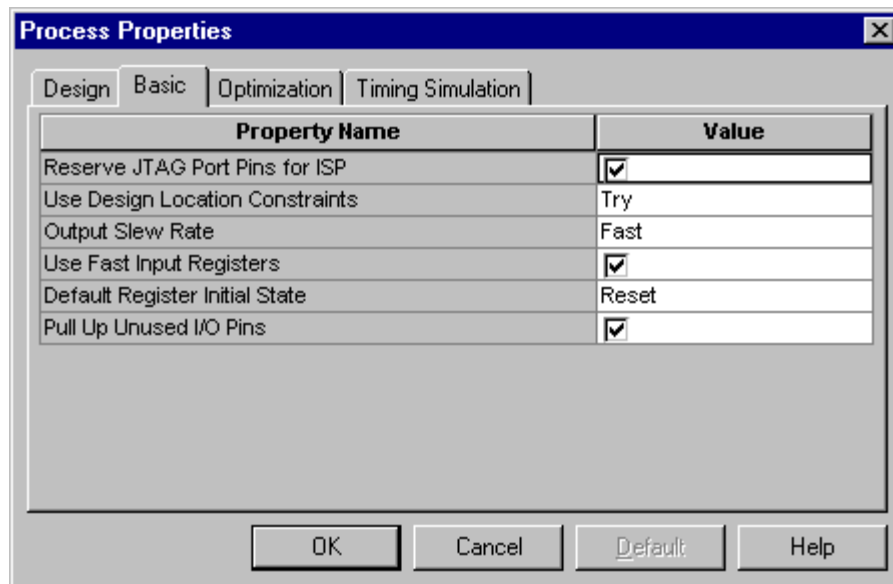 Process Properties
Design Basic Optimization Timing Simulation
Property Name Value
Reserve JTAG Port Pins for ISP
Use Design Location Constraints Try
Output Slew Rate Fast
Use Fast Input Registers
Default Register Initial State Reset
Pull Up Unused I/O Pins
OK Cancel Default Help